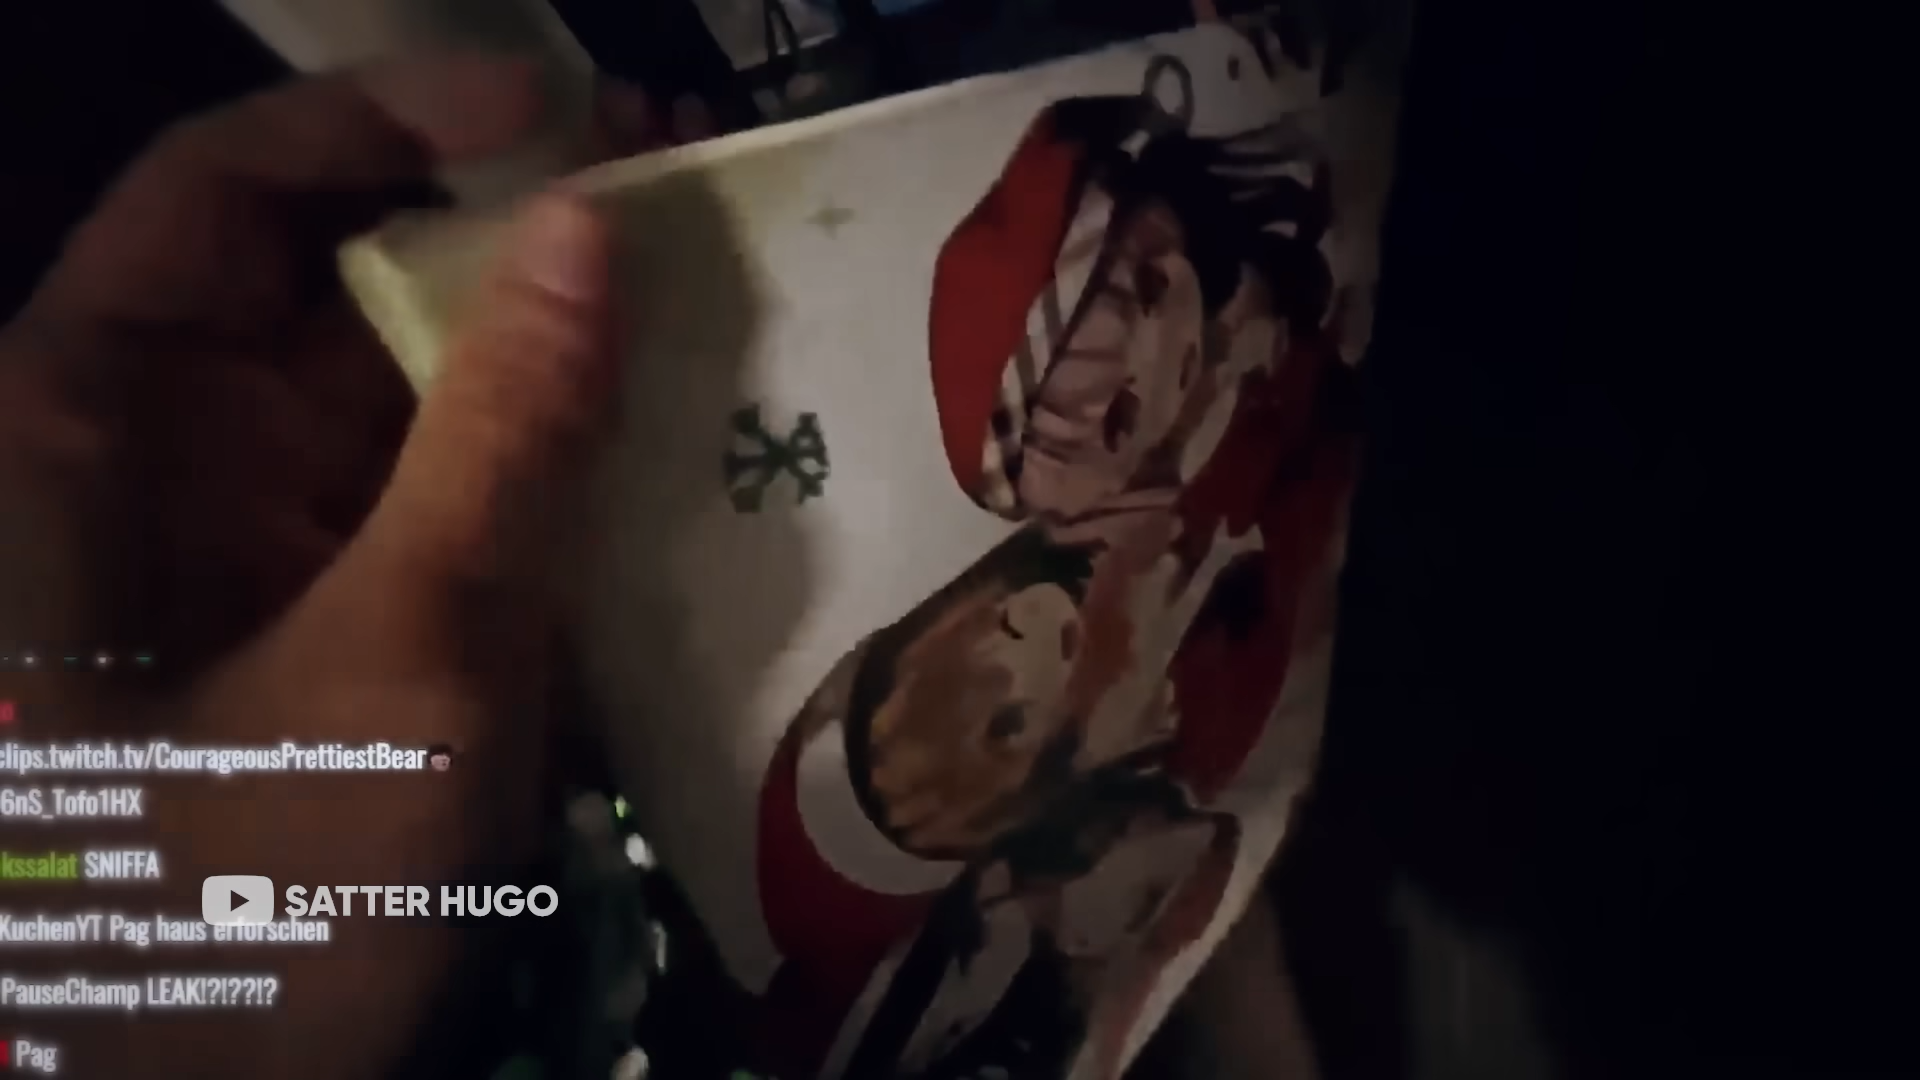 clips.twitch.tv/CourageousPrettiestBear
6nS_Tofo1HX
kssalat SNIFFA
SATTER HUGO
KuchenYT Pag haus erforschen
PauseChamp LEAK!?!??!?
Pag